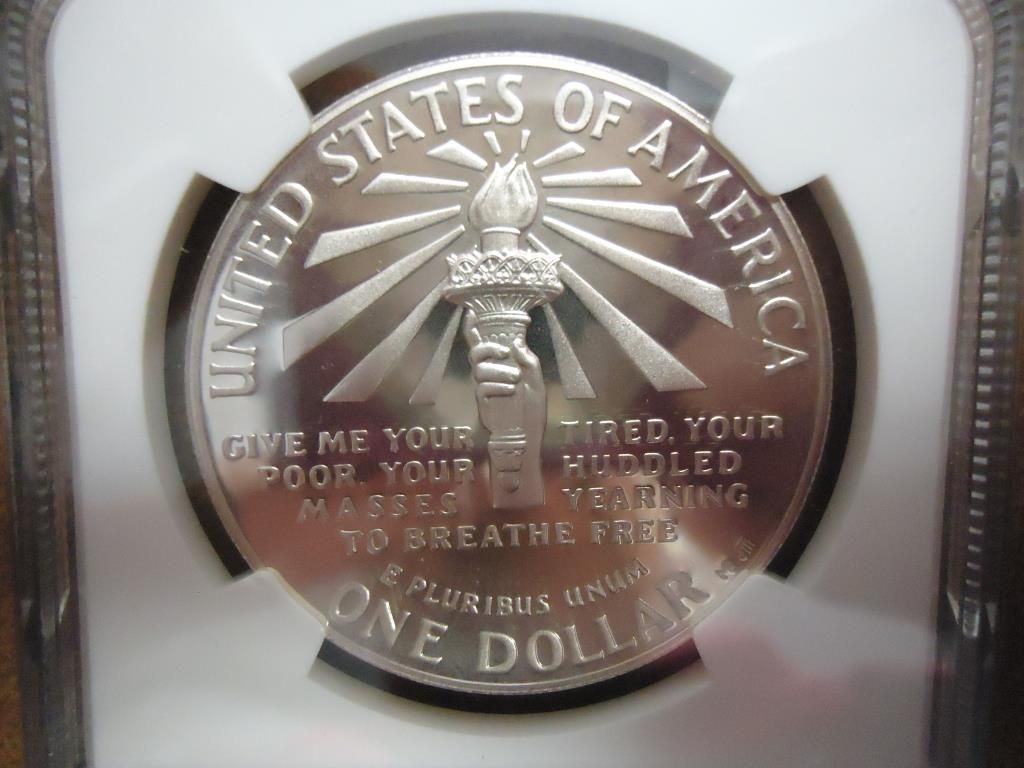 UNITED STATES OF AMERICA
GIVE ME YOUR TIRED, YOUR
POOR, YOUR HUDDLED
MASSES YEARNING
TO BREATHE FREE
E PLURIBUS UNUM
ONE DOLLAR